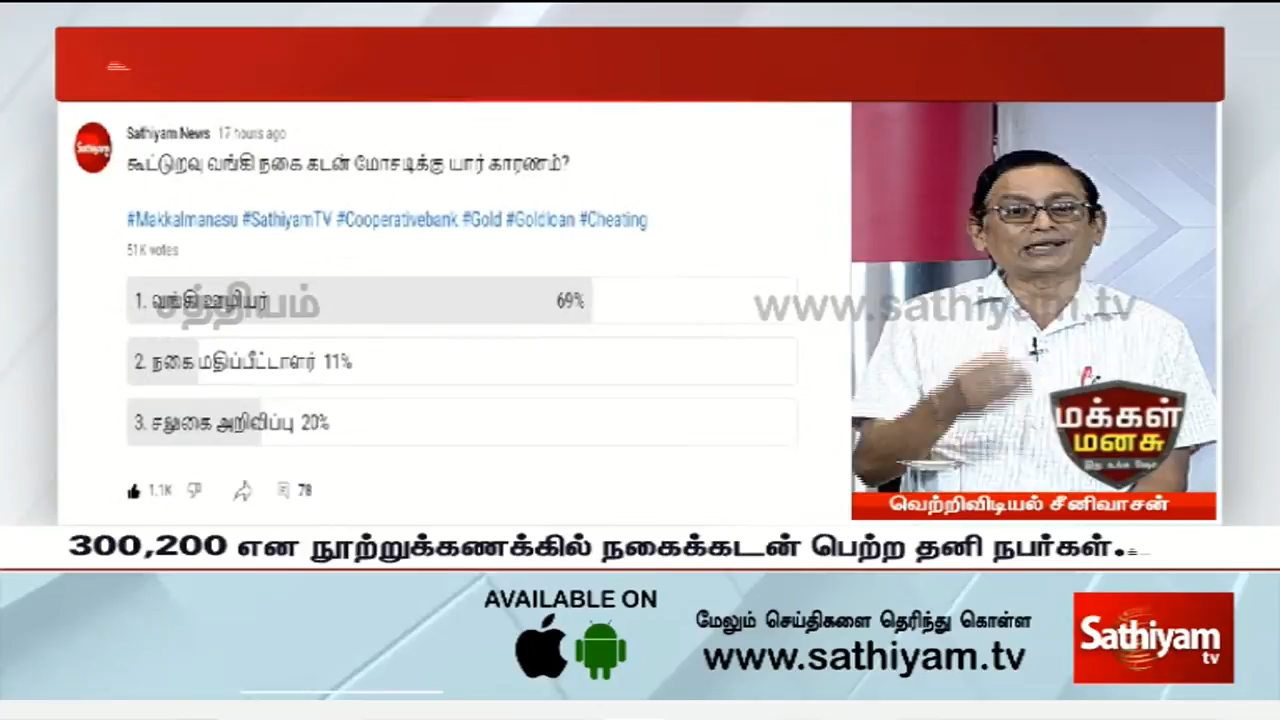 Sathiyam News 17 hours ago
கூட்டுறவு வங்கி நகை கடன் மோசடிக்கு யார் காரணம்?
#Makkalmanasu #SathiyamTV #Cooperativebank #Gold #Goldloan #Cheating
51K votes
1. வங்கி ஊழியர் 69%
சத்தியம்
www.sathiyam.tv
2. நகை மதிப்பீட்டாளர் 11%
3. சலுகை அறிவிப்பு 20%
1.1K 78
மக்கள்
மனசு
வெற்றிவிடியல் சீனிவாசன்
300,200 என நூற்றுக்கணக்கில் நகைக்கடன் பெற்ற தனி நபர்கள்.
AVAILABLE ON
மேலும் செய்திகளை தெரிந்து கொள்ள
www.sathiyam.tv
Sathiyam
tv